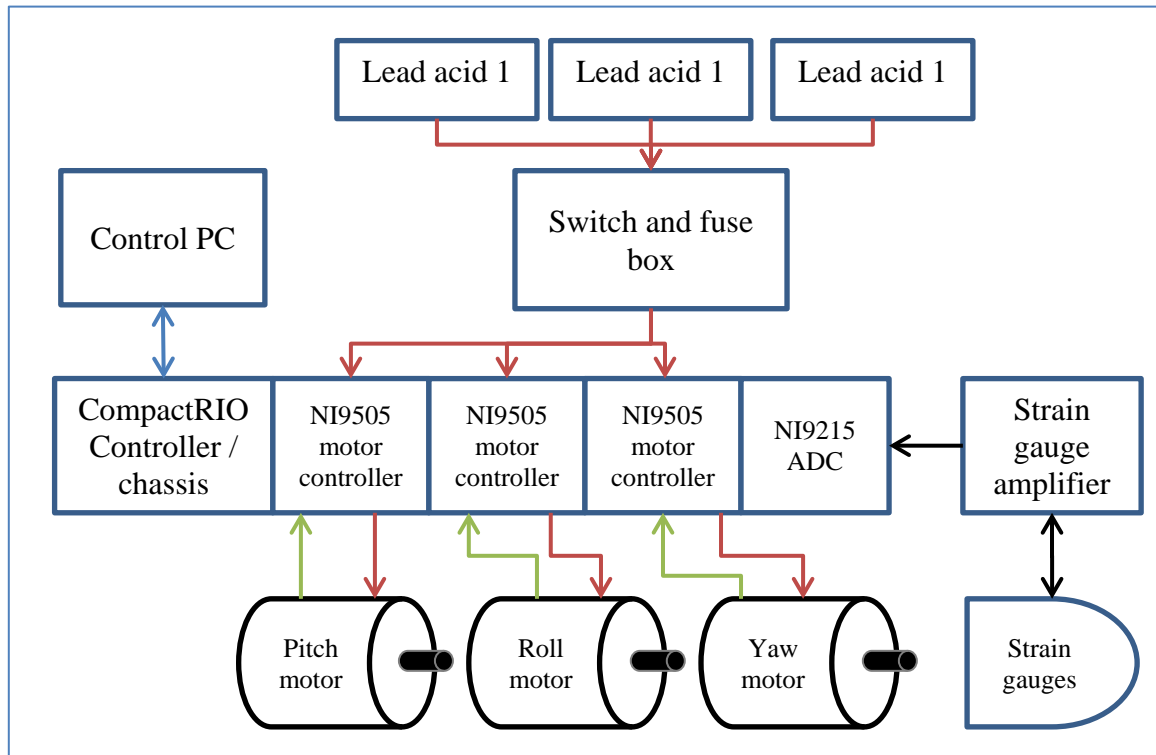 Lead acid 1
Lead acid 1
Lead acid 1
Control PC
Switch and fuse
box
CompactRIO
Controller /
chassis
NI9505
motor
controller
NI9505
motor
controller
NI9505
motor
controller
NI9215
ADC
Strain
gauge
amplifier
Pitch
motor
Roll
motor
Yaw
motor
Strain
gauges